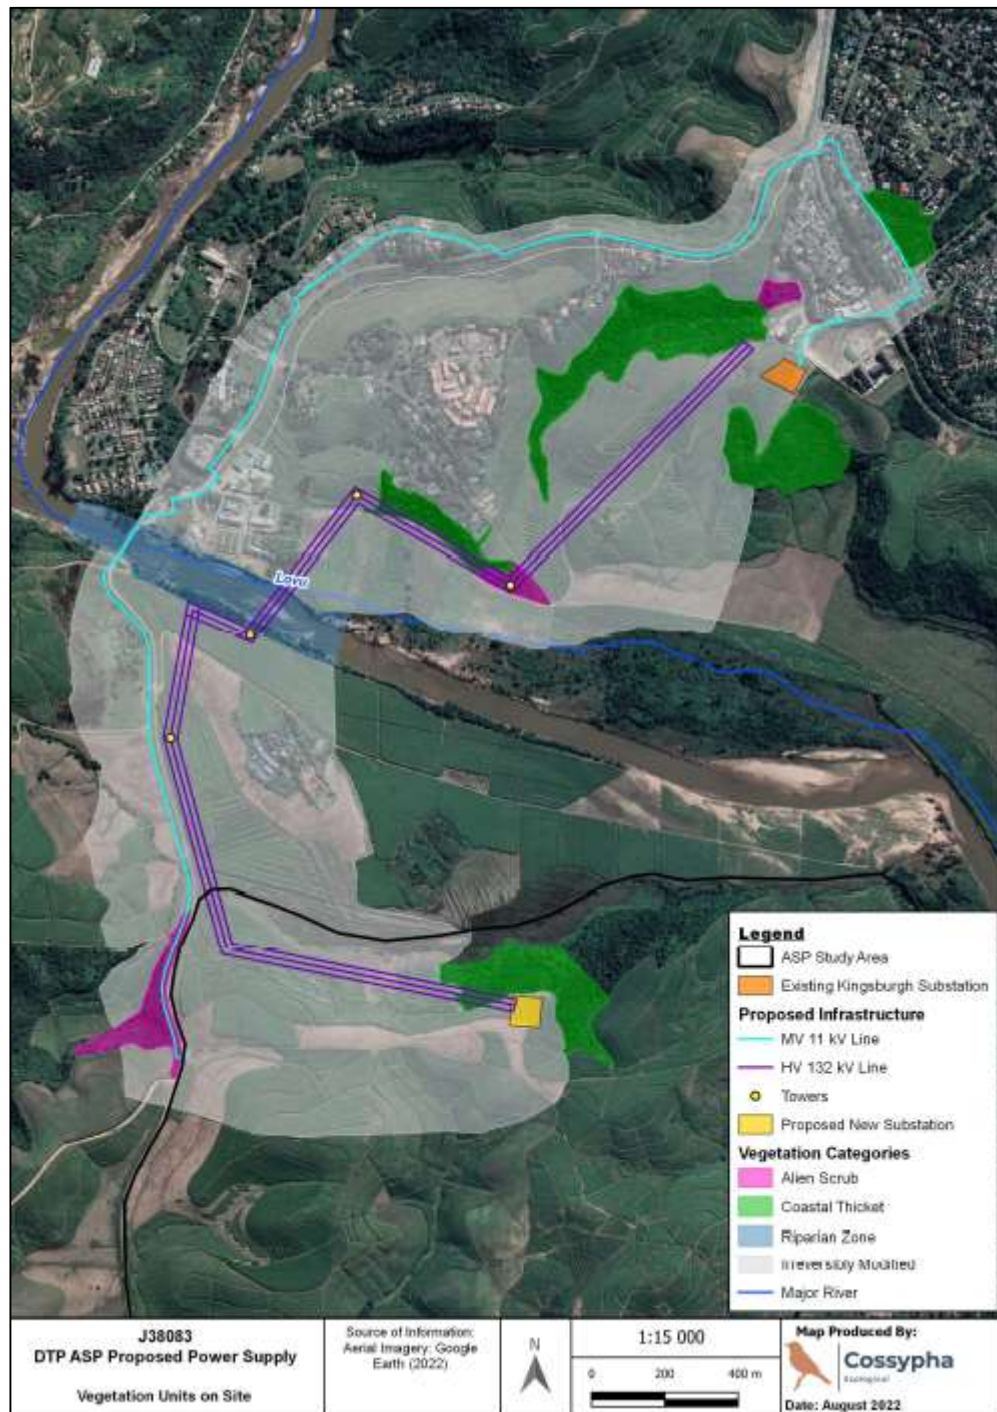 Lovu
Legend
ASP Study Area
Existing Kingsburgh Substation
Proposed Infrastructure
MV 11 kV Line
HV 132 kV Line
Towers
Proposed New Substation
Vegetation Categories
Alien Scrub
Coastal Thicket
Riparian Zone
Irreversibly Modified
Major River
J38083
DTP ASP Proposed Power Supply
Vegetation Units on Site
Source of Information:
Aerial Imagery: Google
Earth (2022)
N
1:15 000
0 200 400 m
Map Produced By:
Cossypha
Ecological
Date: August 2022